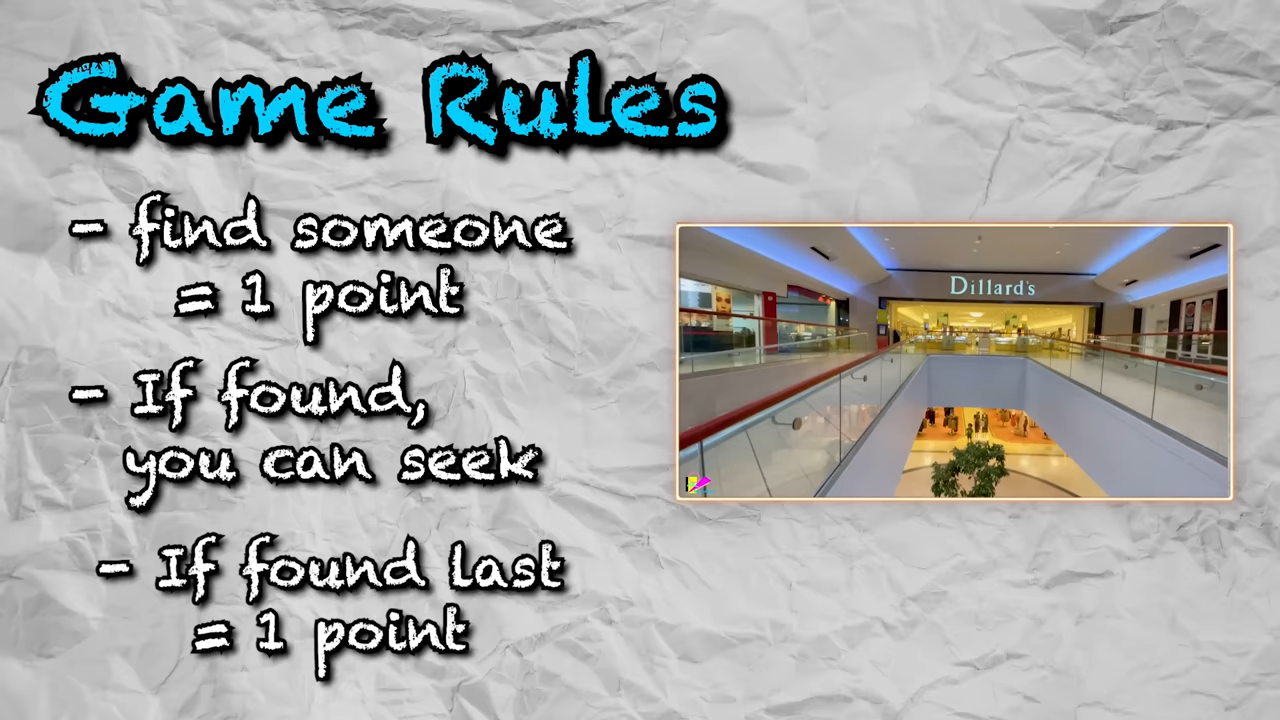 Game Rules
- find someone
= 1 point
- If found,
you can seek
- If found last
= 1 point
Dillard's